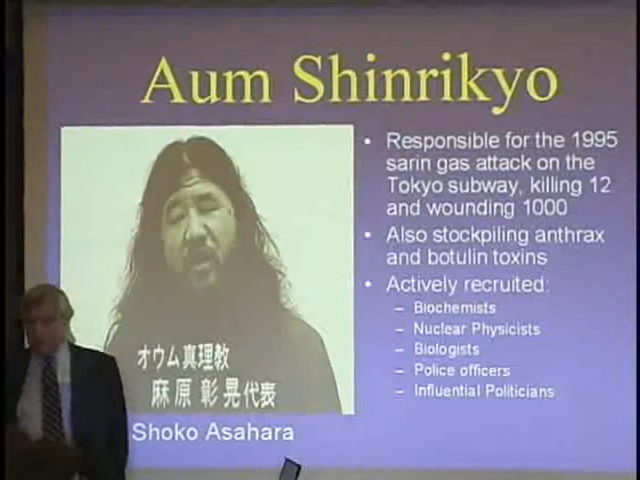 Aum Shinrikyo
• Responsible for the 1995
sarin gas attack on the
Tokyo subway, killing 12
and wounding 1000
• Also stockpiling anthrax
and botulin toxins
• Actively recruited:
– Biochemists
– Nuclear Physicists
– Biologists
– Police officers
– Influential Politicians
オウム真理教
麻原彰晃代表
Shoko Asahara